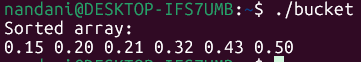 nandani@DESKTOP-IFS7UMB:~$ ./bucket
Sorted array:
0.15 0.20 0.21 0.32 0.43 0.50